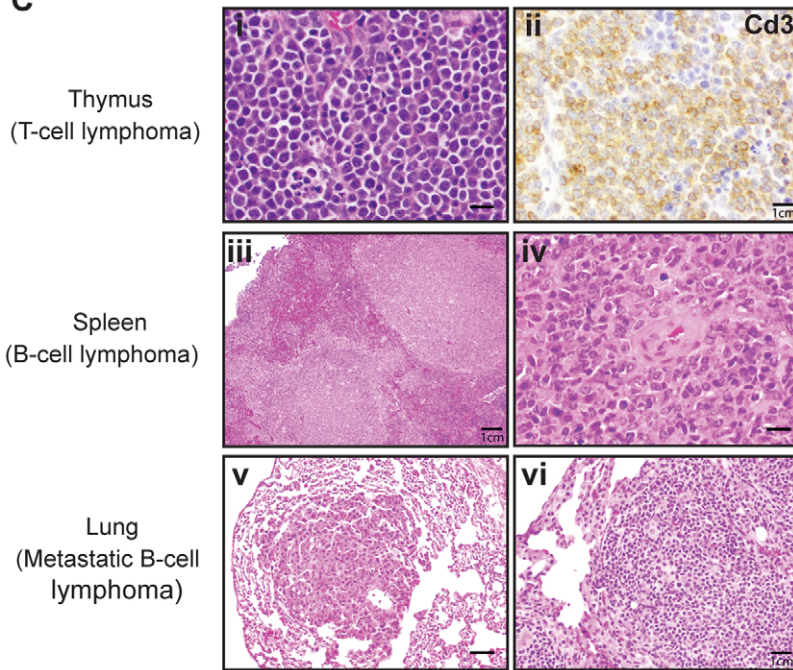 C
i
ii
Cd3
Thymus
(T-cell lymphoma)
1cm
iii
iv
Spleen
(B-cell lymphoma)
1cm
v
vi
Lung
(Metastatic B-cell
lymphoma)
1cm